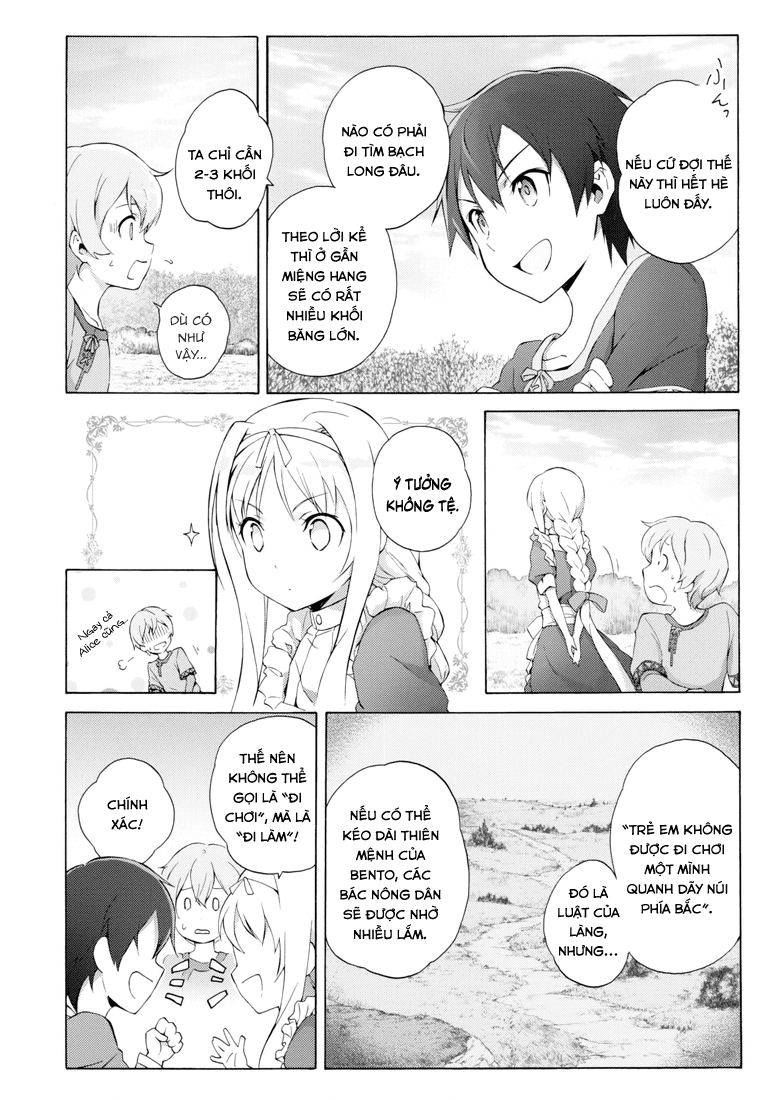 ふんっ
NẾU CỨ ĐỢI THẾ
NÀY THÌ HẾT HÈ
LUÔN ĐẤY.
NÀO CÓ PHẢI
ĐI TÌM BẠCH
LONG ĐÂU.
THEO LỜI KỂ
THÌ Ở GẦN
MIỆNG HANG
SẼ CÓ RẤT
NHIỀU KHỐI
BĂNG LỚN.
TA CHỈ CẦN
2-3 KHỐI
THÔI.
DÙ CÓ
NHƯ
VẬY...
Ý TƯỞNG
KHÔNG TỆ.
Ngay cả
Alice cũng...
"TRẺ EM KHÔNG
ĐƯỢC ĐI CHƠI
MỘT MÌNH
QUANH DÃY NÚI
PHÍA BẮC".
ĐÓ LÀ
LUẬT CỦA
LÀNG,
NHƯNG...
NẾU CÓ THỂ
KÉO DÀI THIÊN
MỆNH CỦA
BENTO, CÁC
BÁC NÔNG DÂN
SẼ ĐƯỢC NHỜ
NHIỀU LẮM.
THẾ NÊN
KHÔNG THỂ
GỌI LÀ "ĐI
CHƠI", MÀ LÀ
"ĐI LÀM"!
CHÍNH
XÁC!